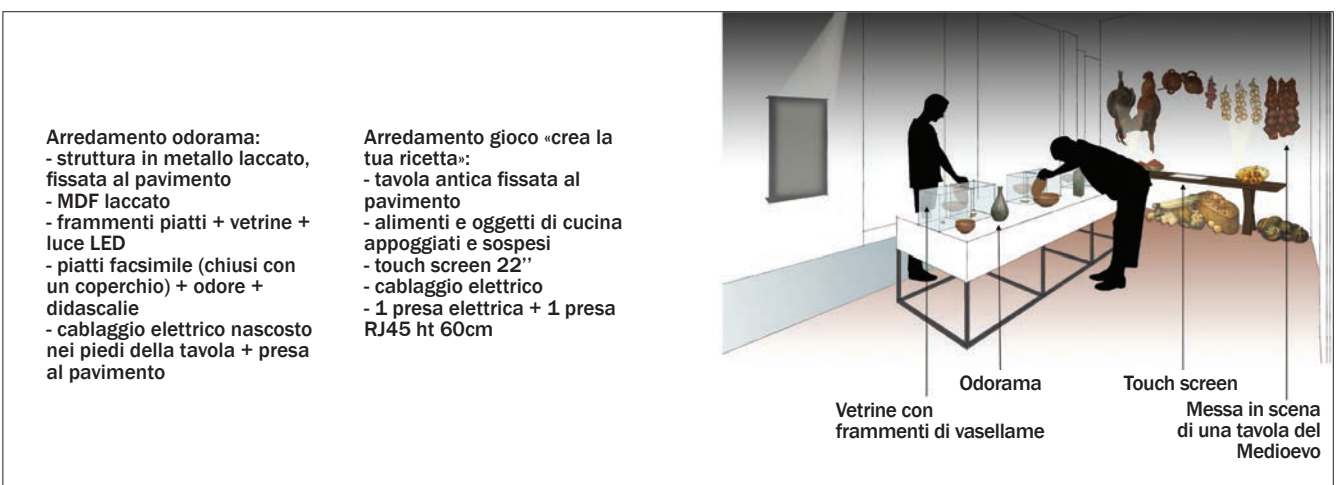 Arredamento odorama:
- struttura in metallo laccato,
fissata al pavimento
- MDF laccato
- frammenti piatti + vetrine +
luce LED
- piatti facsimile (chiusi con
un coperchio) + odore +
didascalie
- cablaggio elettrico nascosto
nei piedi della tavola + presa
al pavimento
Arredamento gioco «crea la
tua ricetta»:
- tavola antica fissata al
pavimento
- alimenti e oggetti di cucina
appoggiati e sospesi
- touch screen 22’’
- cablaggio elettrico
- 1 presa elettrica + 1 presa
RJ45 ht 60cm
Odorama
Touch screen
Vetrine con
frammenti di vasellame
Messa in scena
di una tavola del
Medioevo